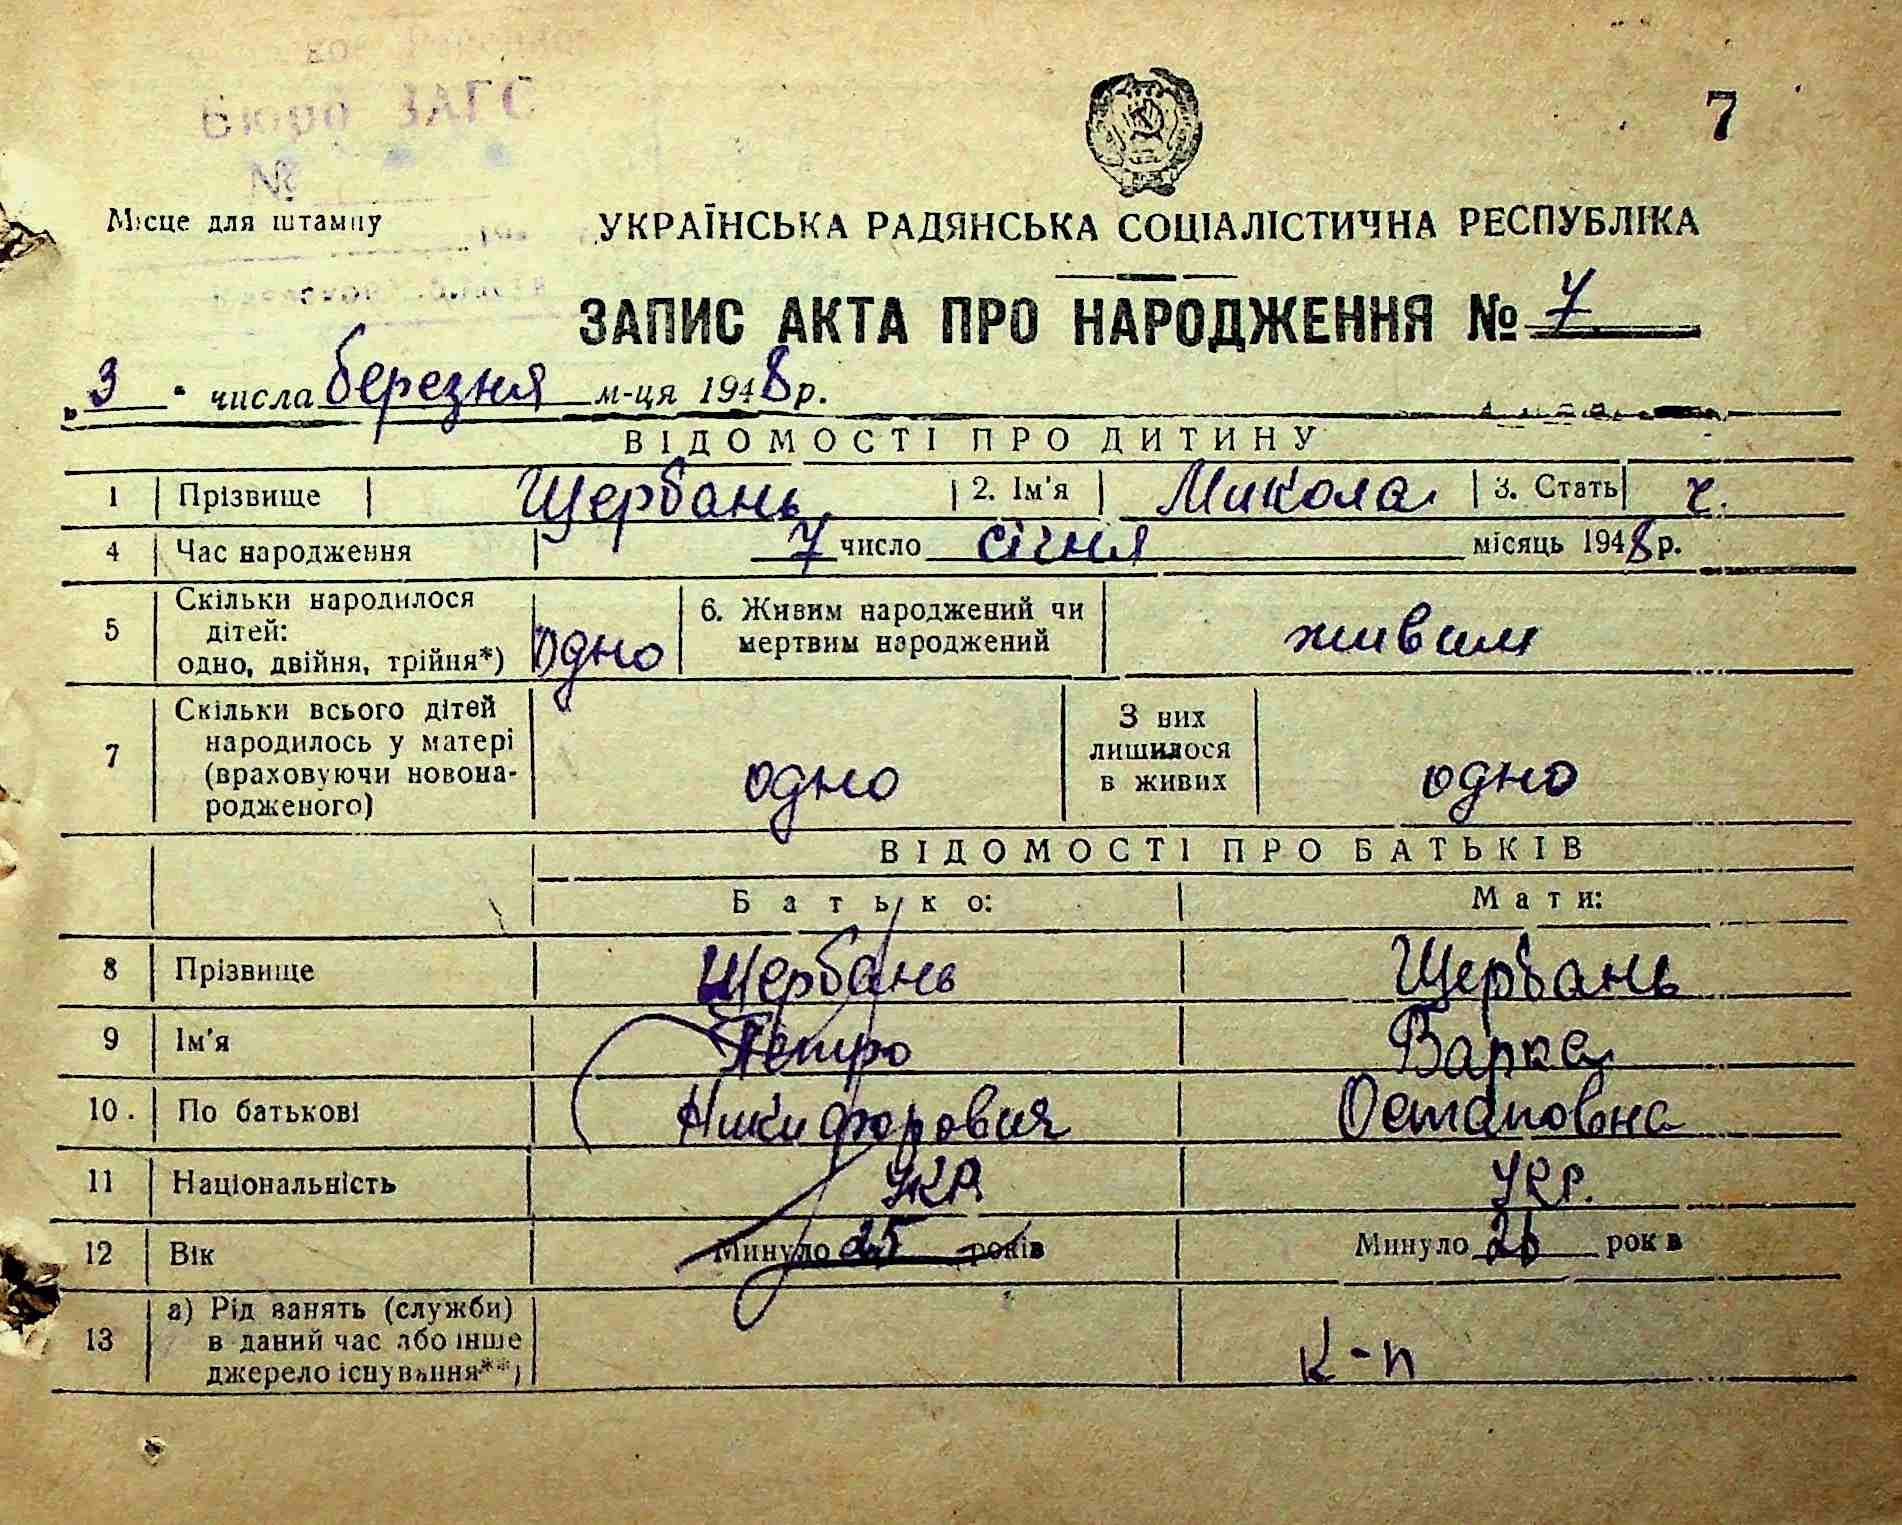 Бюро ЗАГС
№
7
Місце для штампу
УКРАЇНСЬКА РАДЯНСЬКА СОЦІАЛІСТИЧНА РЕСПУБЛІКА
ЗАПИС АКТА ПРО НАРОДЖЕННЯ № 7
„3" числа березня м-ця 1948 р.
ВІДОМОСТІ ПРО ДИТИНУ
1 Прізвище Щербань 2. Ім'я Микола 3. Стать ч.
4 Час народження 7 число січня місяць 1948 р.
5 Скільки народилося
дітей:
одно, двійня, трійня*) одно 6. Живим народжений чи
мертвим народжений живим
7 Скільки всього дітей
народилось у матері
(враховуючи новона-
родженого) одно З них
лишилося
в живих одно
ВІДОМОСТІ ПРО БАТЬКІВ
Батько: Мати:
8 Прізвище Щербань Щербань
9 Ім'я Петро Варка
10. По батькові Никифорович Остаповна
11 Національність укр укр.
12 Вік Минуло 25 років Минуло 26 років
13 а) Рід занять (служби)
в даний час або інше
джерело існування**) к-п